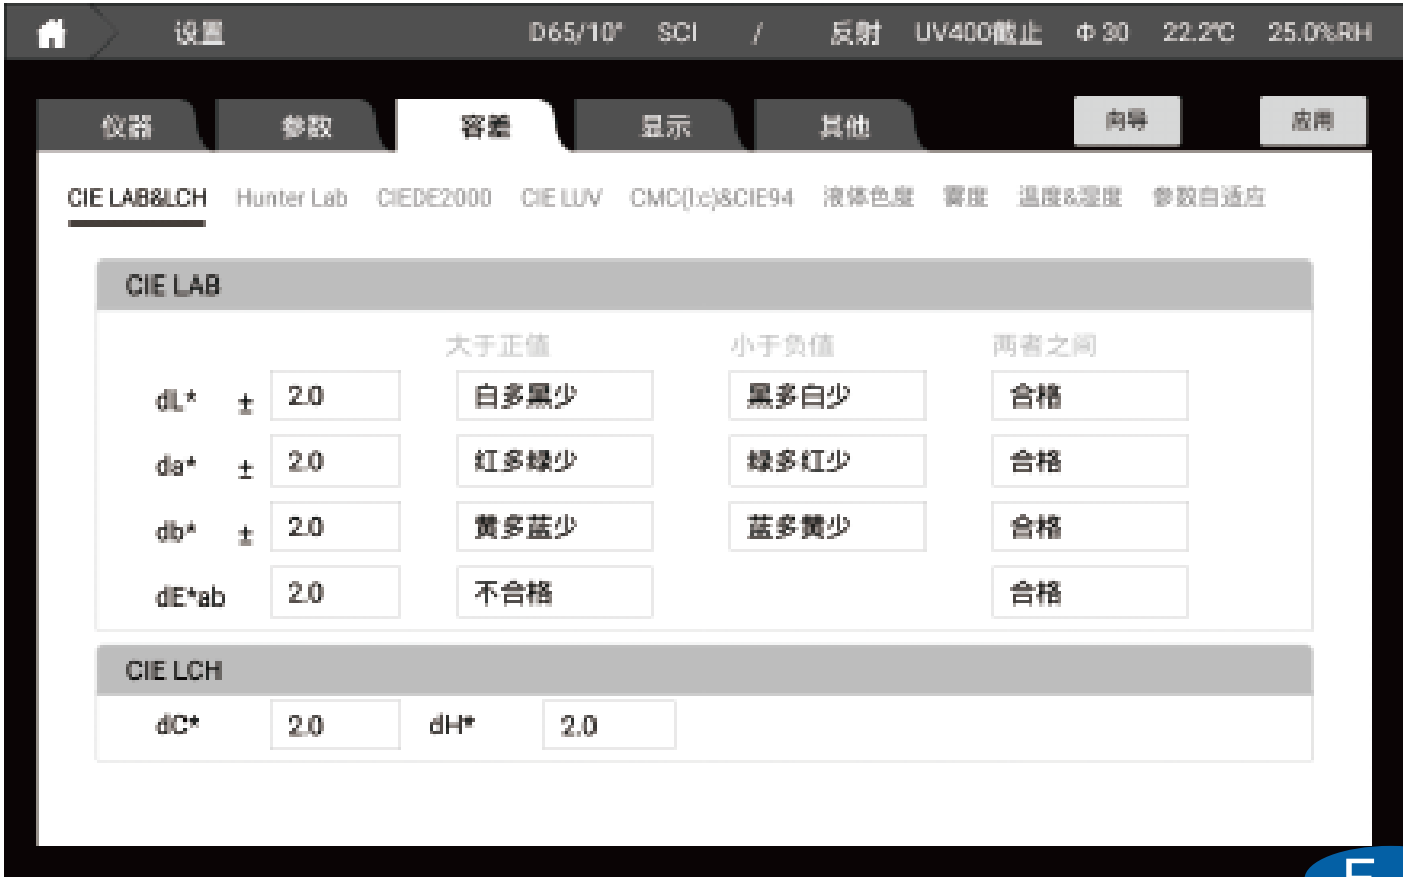 设置 D65/10° SCI / 反射 UV400截止 Φ30 22.2℃ 25.0%RH
仪器 参数 容差 显示 其他 向导 应用
CIE LAB&LCH Hunter Lab CIEDE2000 CIE LUV CMC(l:c)&CIE94 液体色度 雾度 温度&湿度 参数自适应
CIE LAB
大于正值 小于负值 两者之间
dL* ± 2.0 白多黑少 黑多白少 合格
da* ± 2.0 红多绿少 绿多红少 合格
db* ± 2.0 黄多蓝少 蓝多黄少 合格
dE*ab 2.0 不合格 合格
CIE LCH
dC* 2.0 dH* 2.0